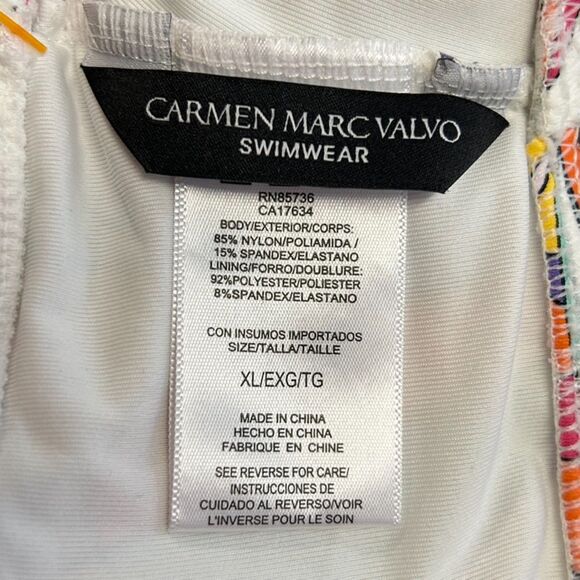 CARMEN MARC VALVO
SWIMWEAR
RN85736
CA17634
BODY/EXTERIOR/CORPS:
85% NYLON/POLIAMIDA /
15% SPANDEX/ELASTANO
LINING/FORRO/DOUBLURE:
92%POLYESTER/POLIESTER
8%SPANDEX/ELASTANO
CON INSUMOS IMPORTADOS
SIZE/TALLA/TAILLE
XL/EXG/TG
MADE IN CHINA
HECHO EN CHINA
FABRIQUE EN CHINE
SEE REVERSE FOR CARE/
INSTRUCCIONES DE
CUIDADO AL REVERSO/VOIR
L'INVERSE POUR LE SOIN